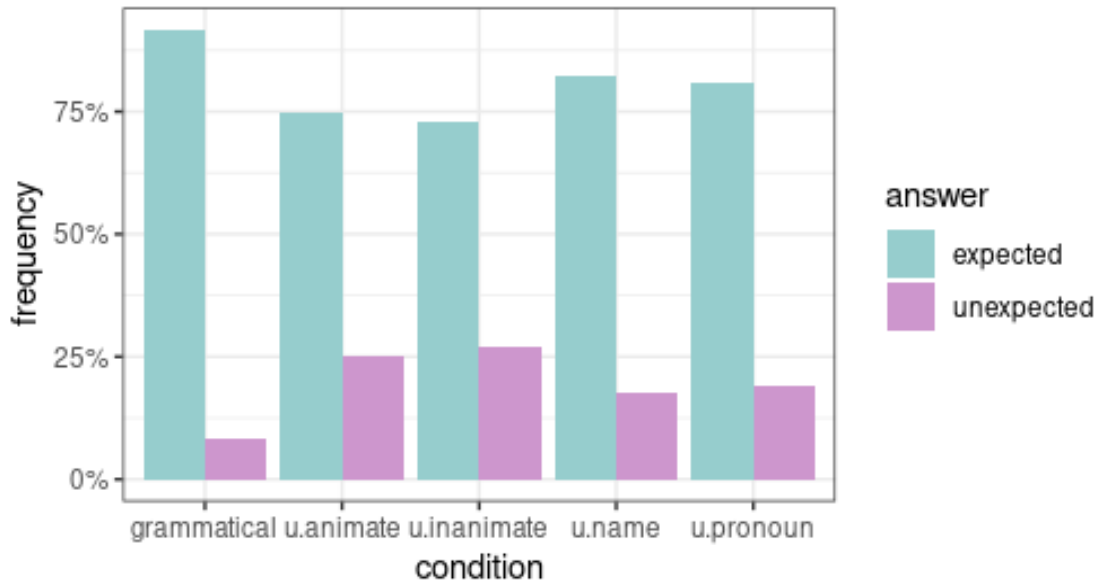 frequency
75%
50%
25%
0%
grammatical u.animate u.inanimate u.name u.pronoun
condition
answer
expected
unexpected